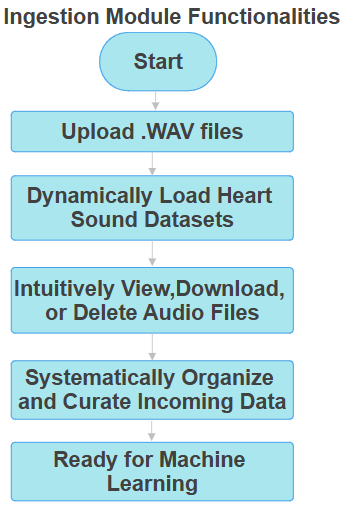 Ingestion Module Functionalities
Start
Upload .WAV files
Dynamically Load Heart
Sound Datasets
Intuitively View,Download,
or Delete Audio Files
Systematically Organize
and Curate Incoming Data
Ready for Machine
Learning